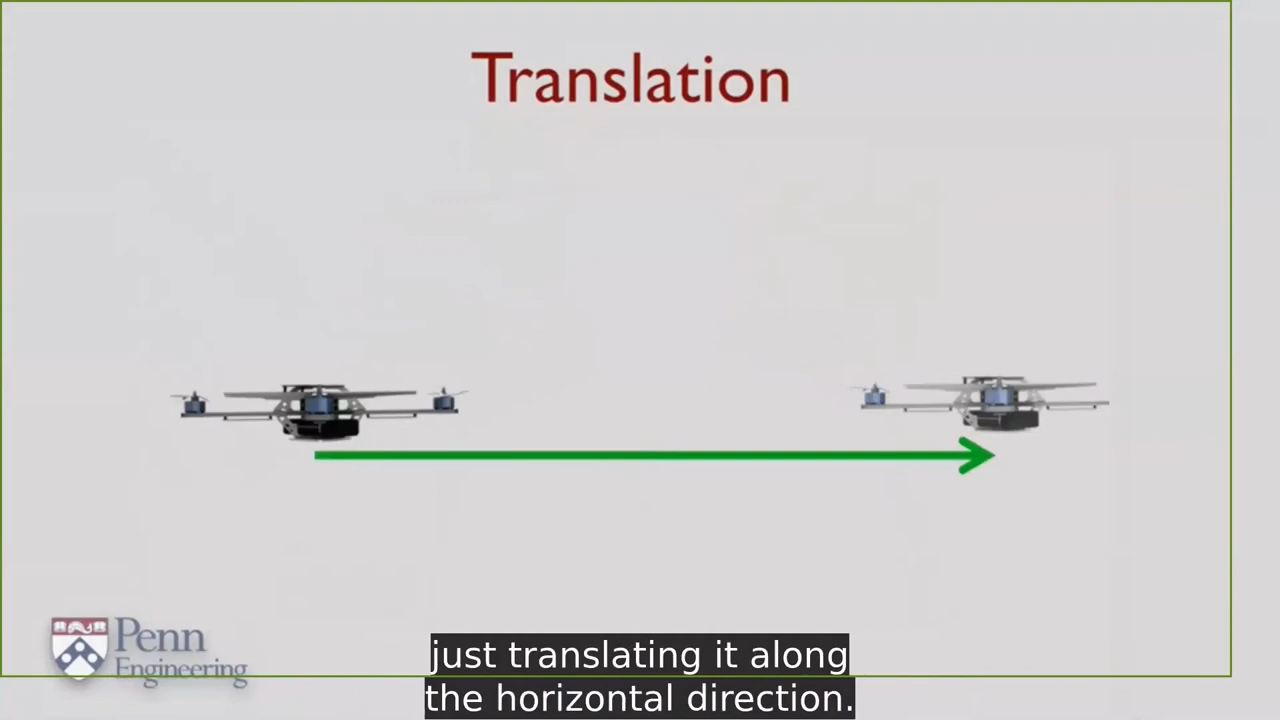 Translation
Penn
Engineering
just translating it along
the horizontal direction.